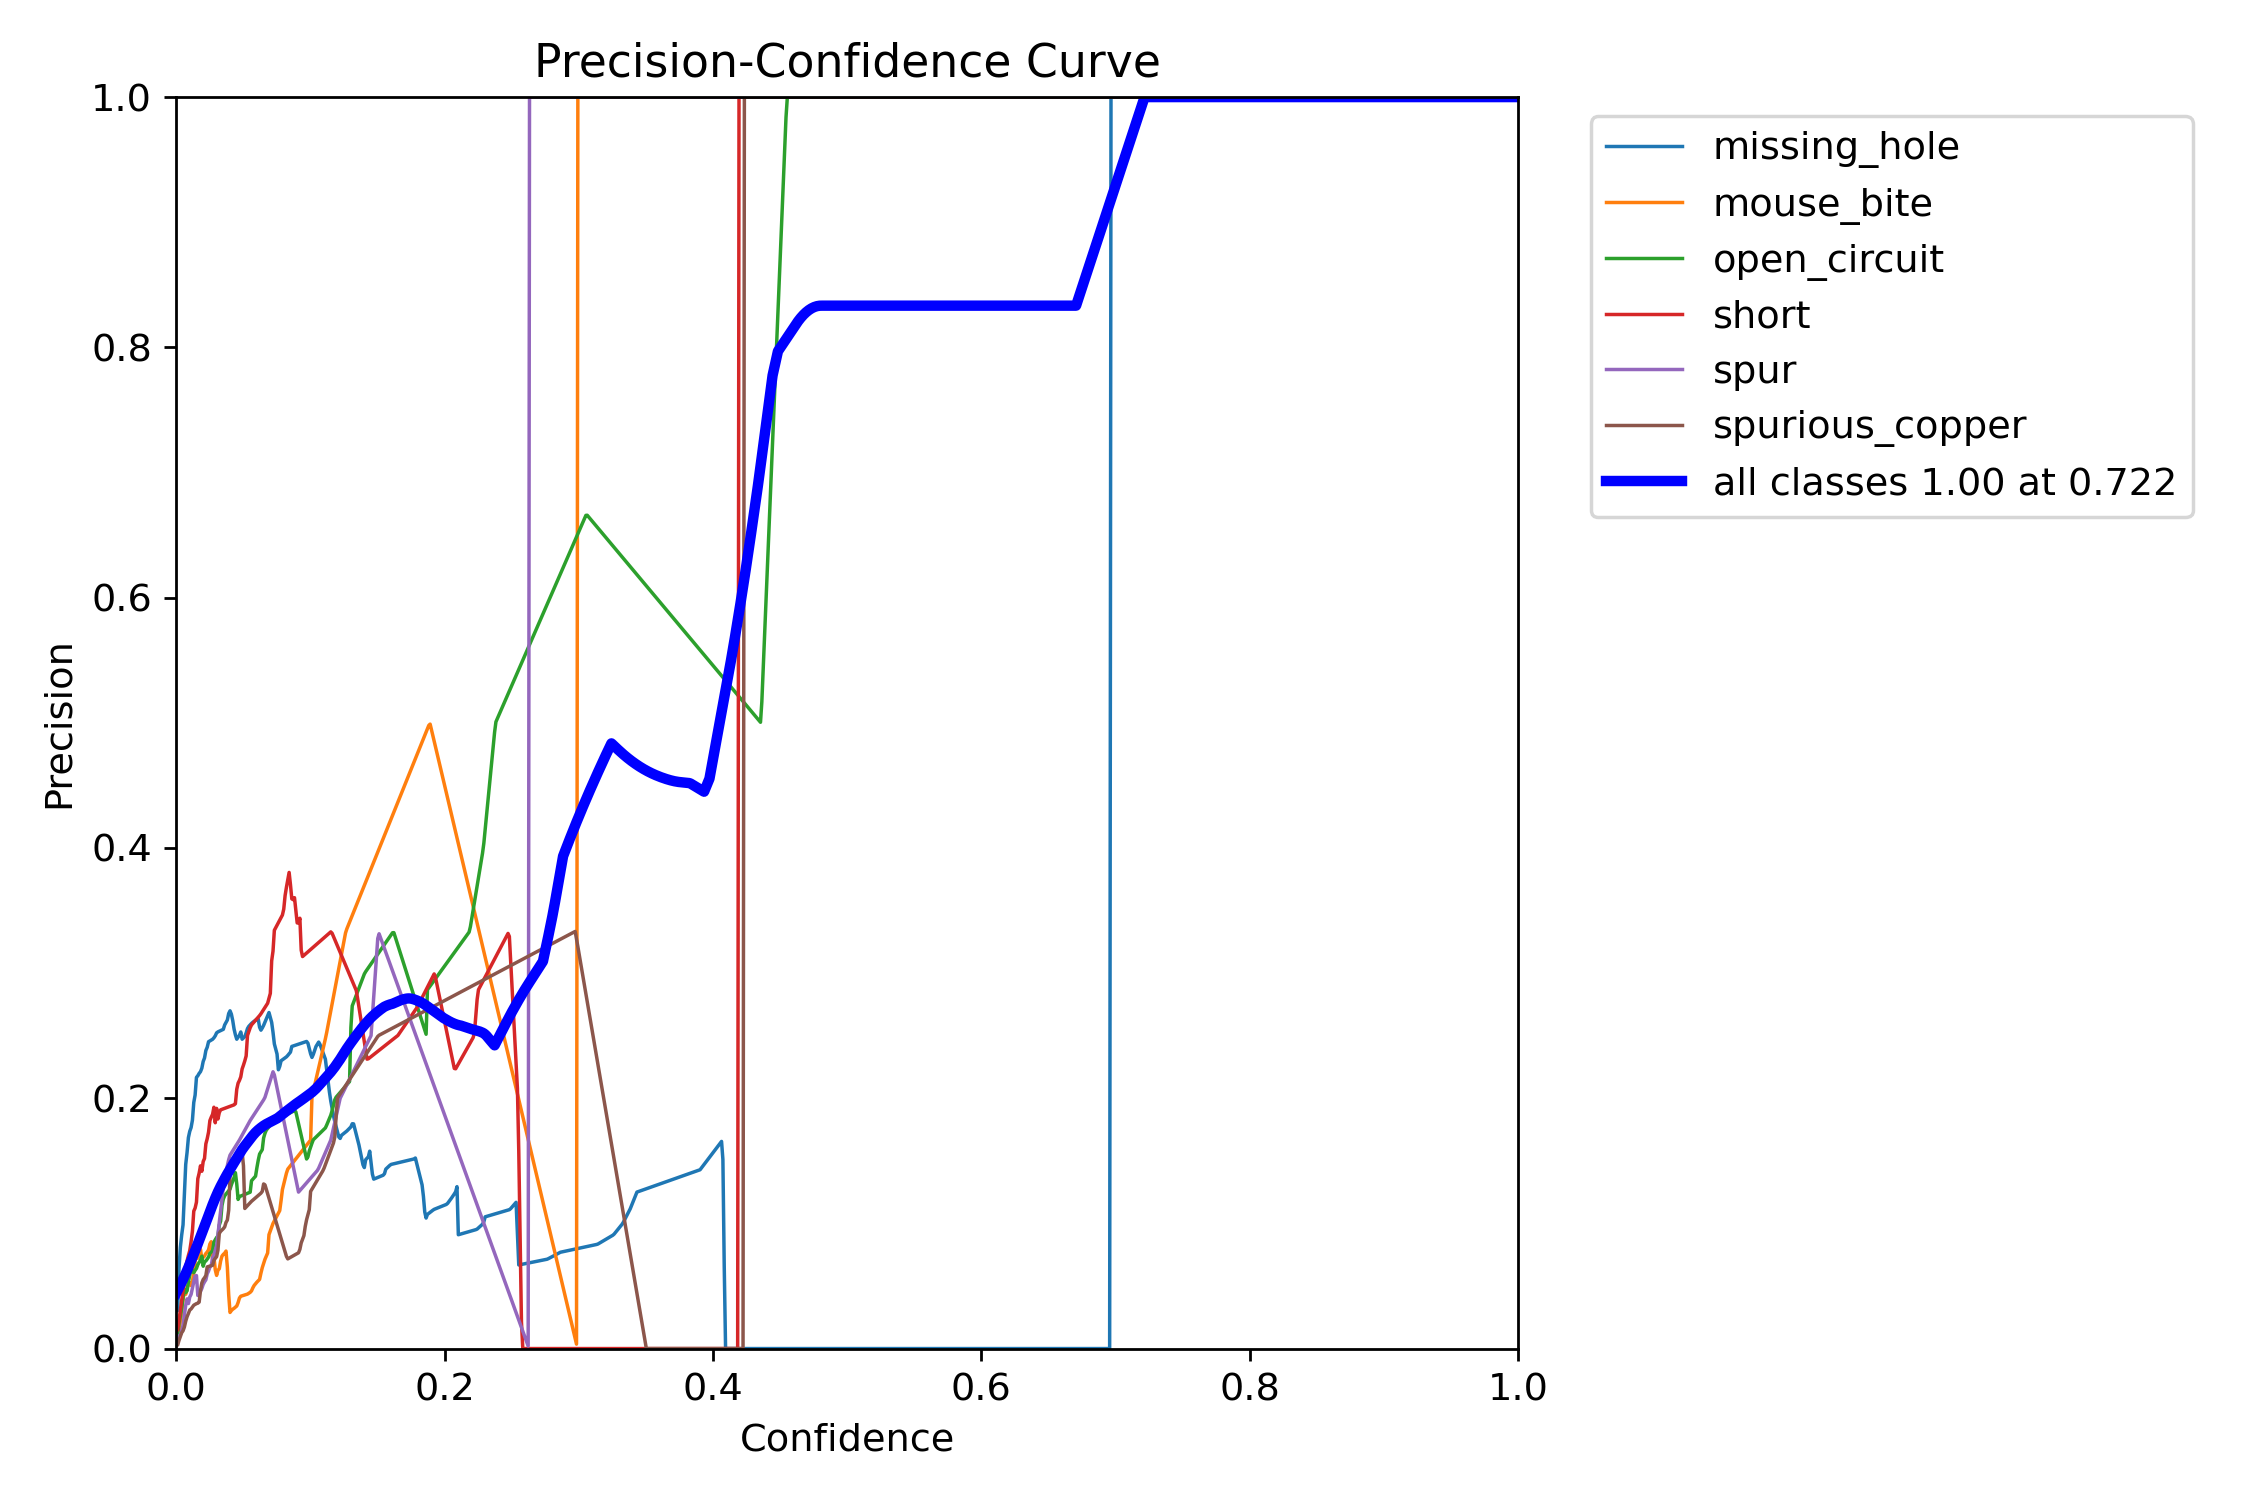 Precision-Confidence Curve
1.0
0.8
0.6
0.4
0.2
0.0
Precision
0.0 0.2 0.4 0.6 0.8 1.0
Confidence
missing_hole
mouse_bite
open_circuit
short
spur
spurious_copper
all classes 1.00 at 0.722